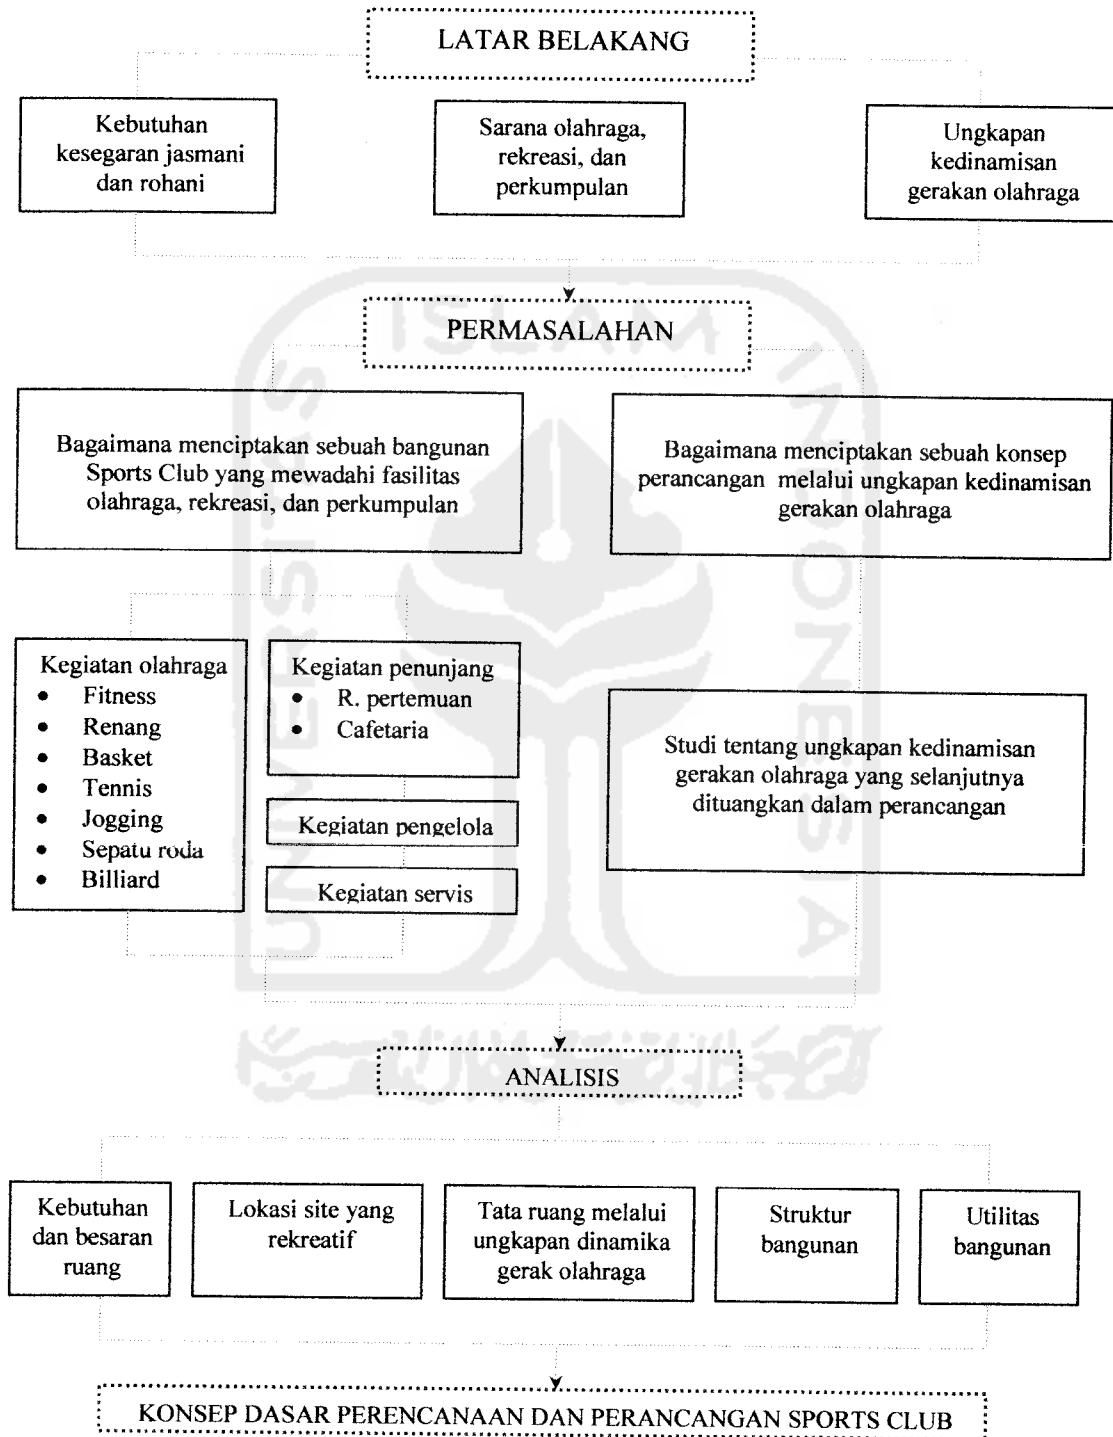 LATAR BELAKANG
Kebutuhan
kesegaran jasmani
dan rohani
Sarana olahraga,
rekreasi, dan
perkumpulan
Ungkapan
kedinamisan
gerakan olahraga
PERMASALAHAN
Bagaimana menciptakan sebuah bangunan
Sports Club yang mewadahi fasilitas
olahraga, rekreasi, dan perkumpulan
Bagaimana menciptakan sebuah konsep
perancangan melalui ungkapan kedinamisan
gerakan olahraga
Kegiatan olahraga
• Fitness
• Renang
• Basket
• Tennis
• Jogging
• Sepatu roda
• Billiard
Kegiatan penunjang
• R. pertemuan
• Cafetaria
Kegiatan pengelola
Kegiatan servis
Studi tentang ungkapan kedinamisan
gerakan olahraga yang selanjutnya
dituangkan dalam perancangan
ANALISIS
Kebutuhan
dan besaran
ruang
Lokasi site yang
rekreatif
Tata ruang melalui
ungkapan dinamika
gerak olahraga
Struktur
bangunan
Utilitas
bangunan
KONSEP DASAR PERENCANAAN DAN PERANCANGAN SPORTS CLUB
UNIVERSITAS
ISLAM
INDONESIA